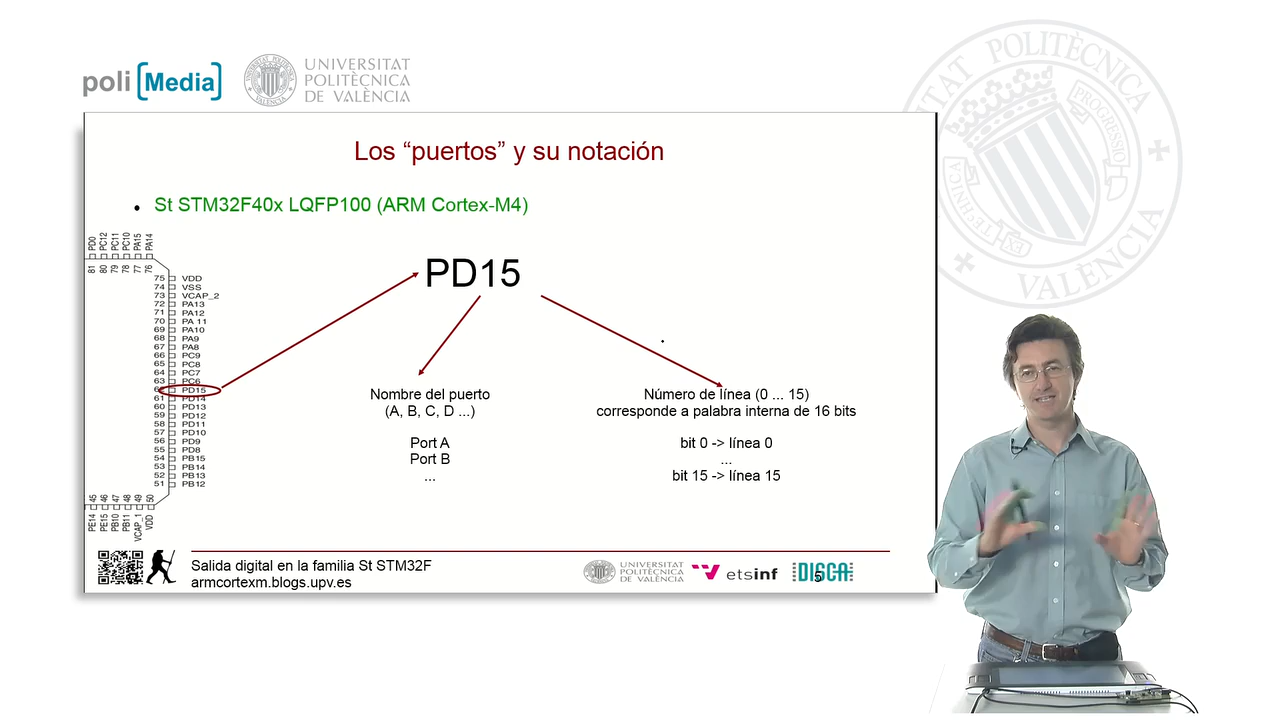 poli [Media]
UNIVERSITAT
POLITÈCNICA
DE VALÈNCIA
Los “puertos” y su notación
• St STM32F40x LQFP100 (ARM Cortex-M4)
PD15
Nombre del puerto
(A, B, C, D ...)
Port A
Port B
...
Número de línea (0 ... 15)
corresponde a palabra interna de 16 bits
bit 0 -> línea 0
...
bit 15 -> línea 15
81 PD0
80 PC12
79 PC11
78 PC10
77 PA15
76 PA14
75 VDD
74 VSS
73 VCAP_2
72 PA13
71 PA12
70 PA 11
69 PA10
68 PA9
67 PA8
66 PC9
65 PC8
64 PC7
63 PC6
PD15
61 PD14
60 PD13
59 PD12
58 PD11
57 PD10
56 PD9
55 PD8
54 PB15
53 PB14
52 PB13
51 PB12
45 PE14
46 PE15
47 PB10
48 PB11
49 VCAP_1
50 VDD
Salida digital en la familia St STM32F
armcortexm.blogs.upv.es
UNIVERSITAT
POLITÈCNICA
DE VALÈNCIA
etsinf
DISCA
5
POLITÈCNICA
VALÈNCIA